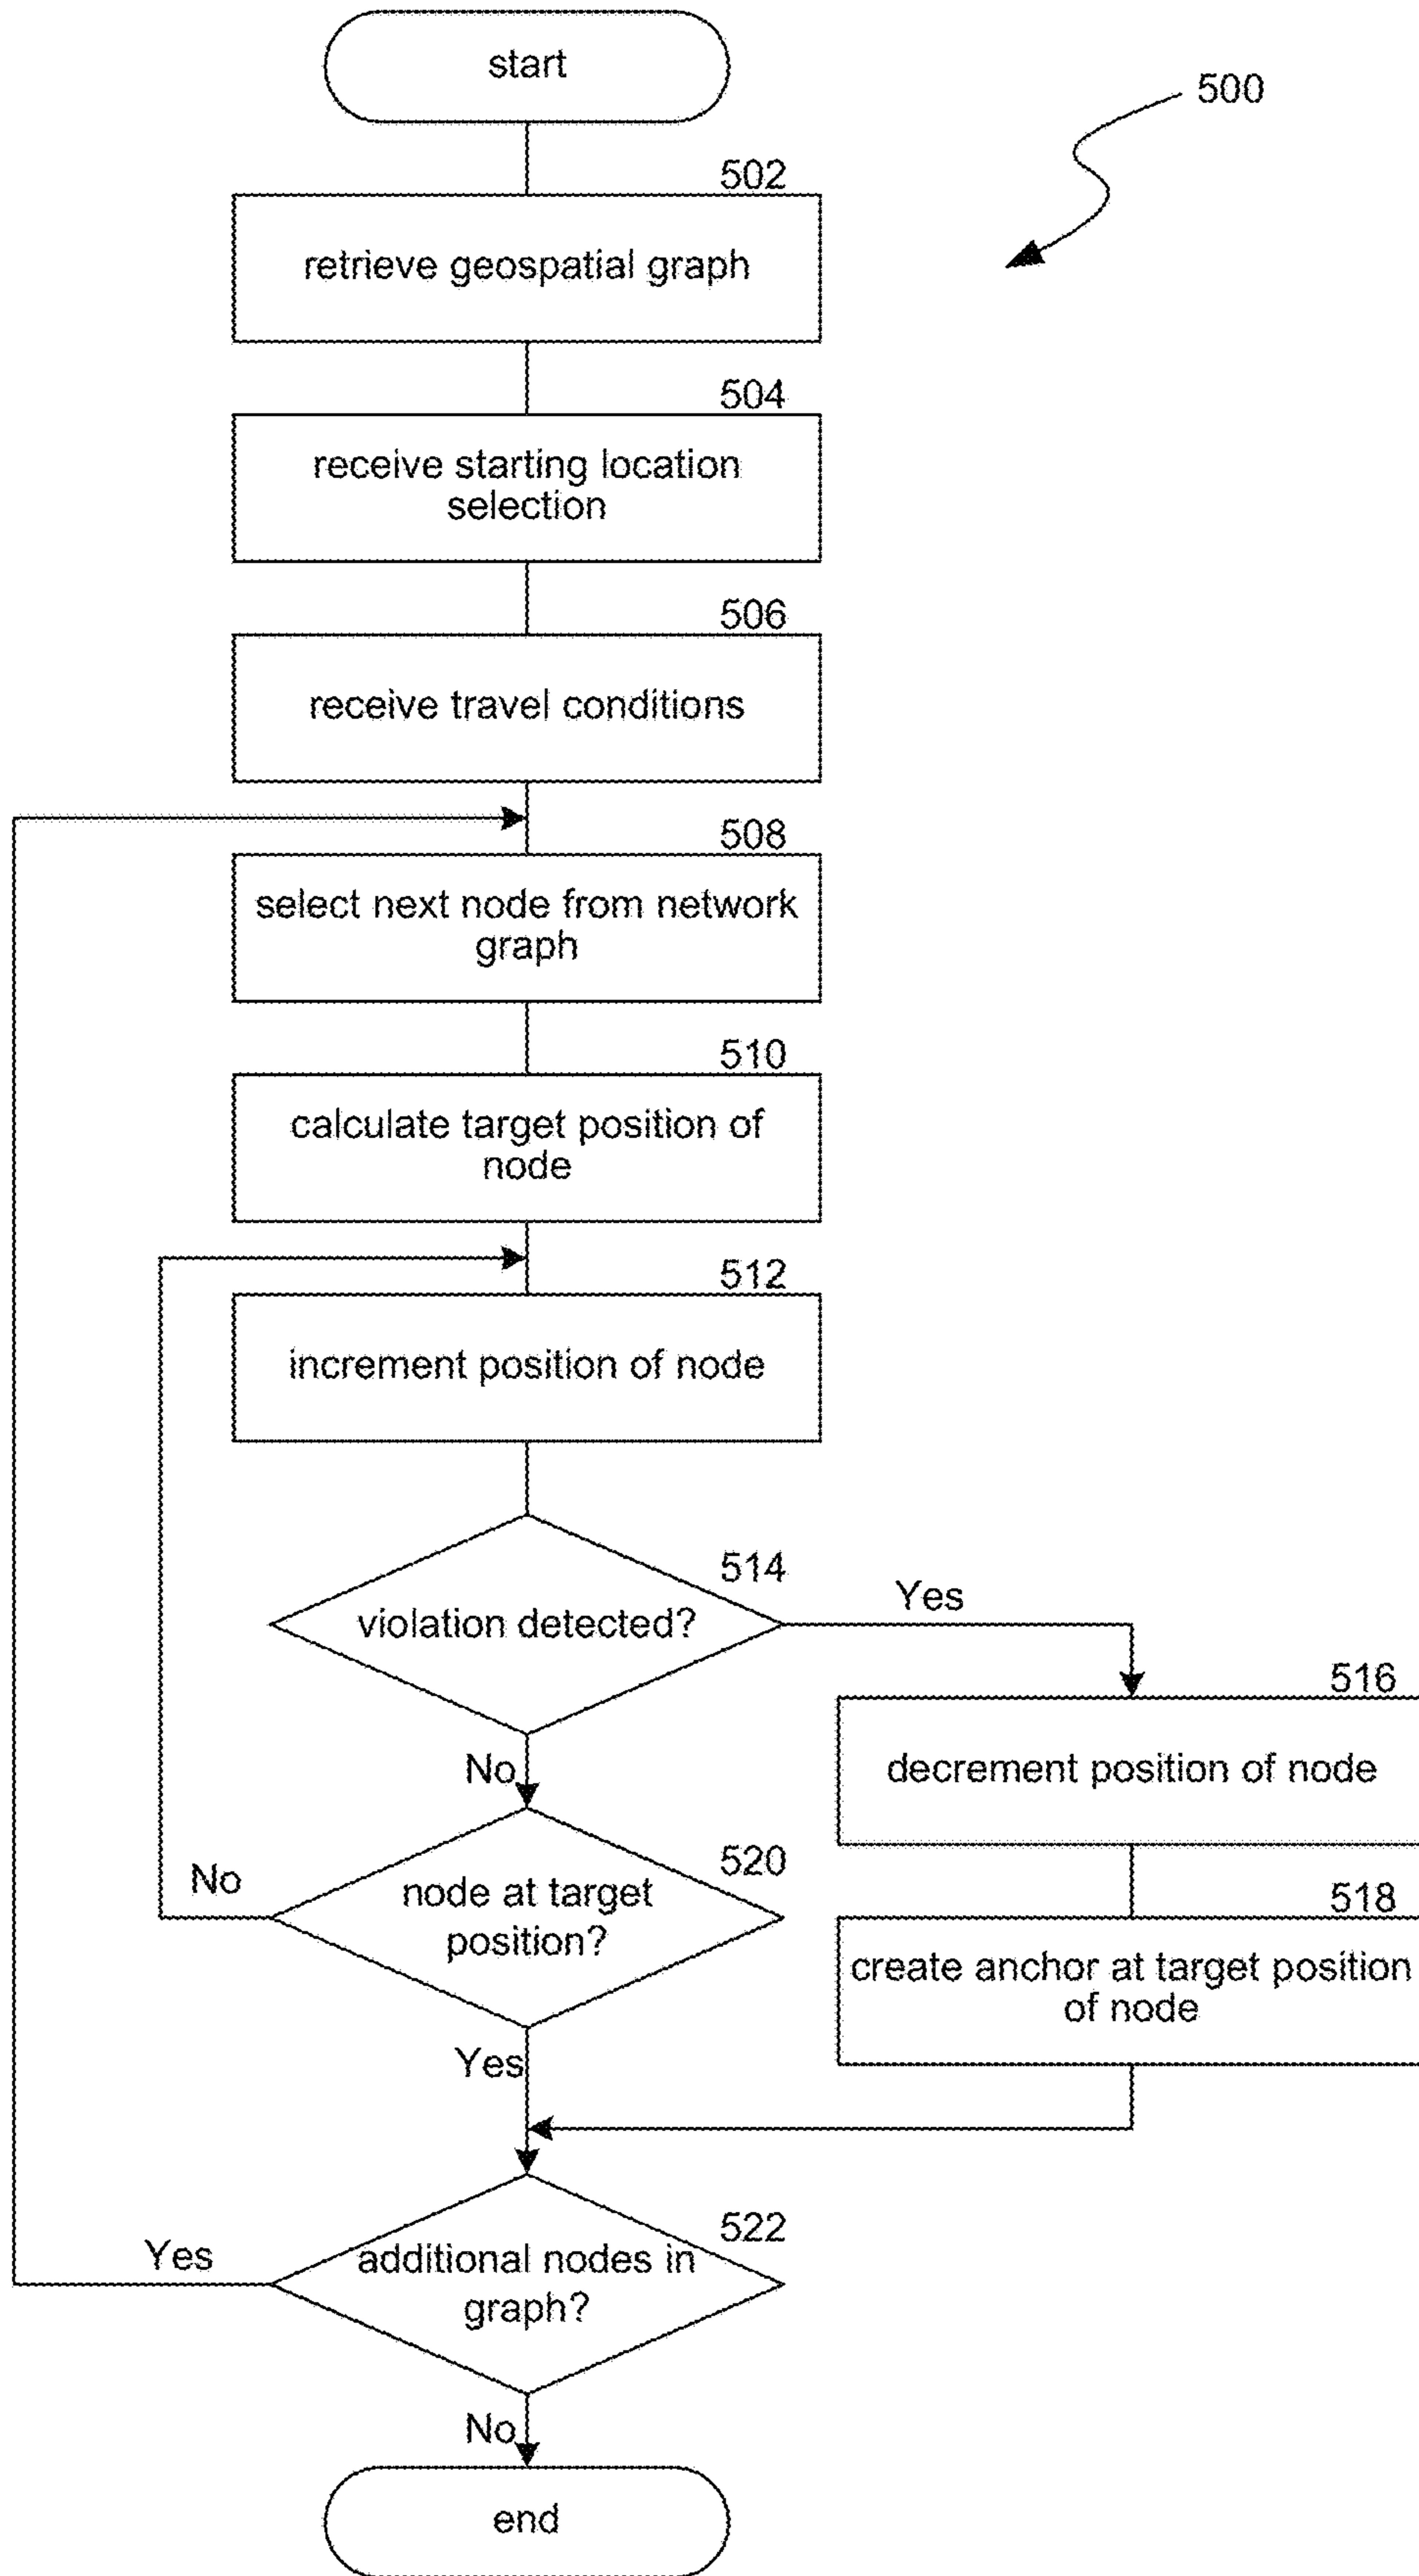 start
500
502
retrieve geospatial graph
504
receive starting location
selection
506
receive travel conditions
508
select next node from network
graph
510
calculate target position of
node
512
increment position of node
514
violation detected?
Yes
516
decrement position of node
No
520
No
node at target
position?
518
create anchor at target position
of node
Yes
522
Yes
additional nodes in
graph?
No
end